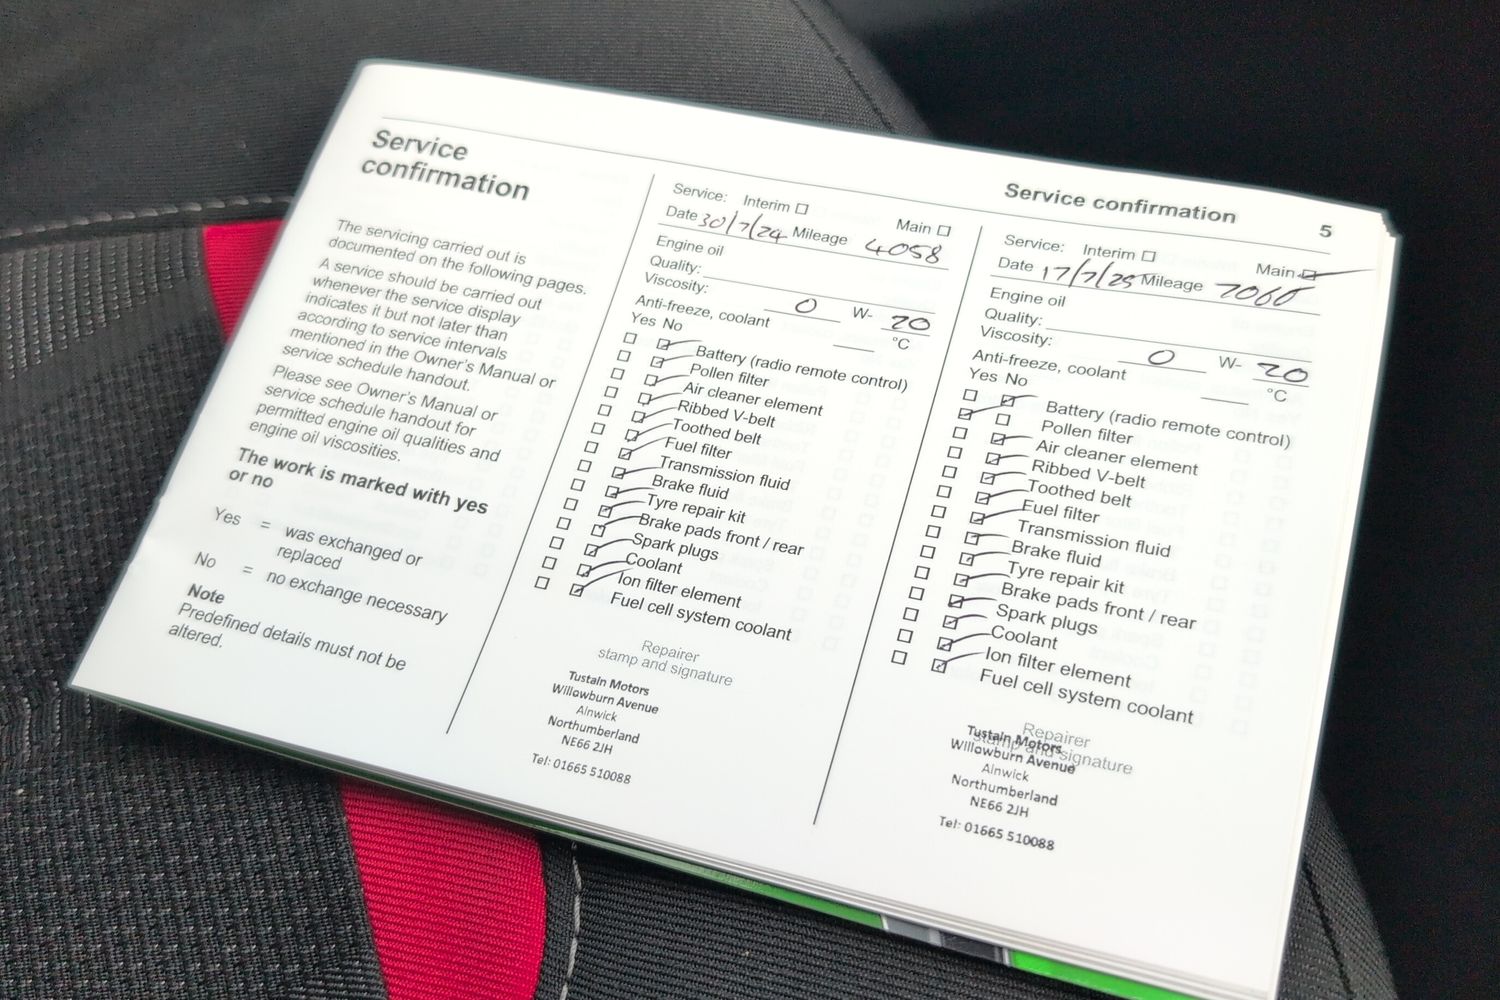 Service
confirmation
The servicing carried out is
documented on the following pages.
A service should be carried out
whenever the service display
indicates it but not later than
according to service intervals
mentioned in the Owner's Manual or
service schedule handout.
Please see Owner's Manual or
service schedule handout for
permitted engine oil qualities and
engine oil viscosities.
The work is marked with yes
or no
Yes = was exchanged or
replaced
No = no exchange necessary
Note
Predefined details must not be
altered.
Service: Interim Main
Date 30/7/24 Mileage 4058
Engine oil
Quality:
Viscosity: 0 W- 20
Anti-freeze, coolant °C
Yes No
Battery (radio remote control)
Pollen filter
Air cleaner element
Ribbed V-belt
Toothed belt
Fuel filter
Transmission fluid
Brake fluid
Tyre repair kit
Brake pads front / rear
Spark plugs
Coolant
Ion filter element
Fuel cell system coolant
Repairer
stamp and signature
Tustain Motors
Willowburn Avenue
Alnwick
Northumberland
NE66 2JH
Tel: 01665 510088
Service confirmation 5
Service: Interim Main
Date 17/7/25 Mileage
Engine oil
Quality:
Viscosity: 0 W- 20
Anti-freeze, coolant °C
Yes No
Battery (radio remote control)
Pollen filter
Air cleaner element
Ribbed V-belt
Toothed belt
Fuel filter
Transmission fluid
Brake fluid
Tyre repair kit
Brake pads front / rear
Spark plugs
Coolant
Ion filter element
Fuel cell system coolant
Repairer
stamp and signature
Tustain Motors
Willowburn Avenue
Alnwick
Northumberland
NE66 2JH
Tel: 01665 510088